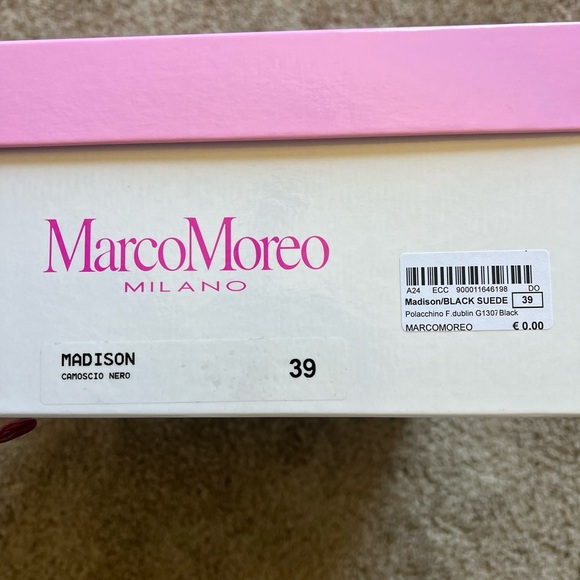 MarcoMoreo
MILANO
MADISON
CAMOSCIO NERO
39
A24 ECC 900011646198 DO
Madison/BLACK SUEDE 39
Polacchino F.dublin G1307 Black
MARCOMOREO € 0.00